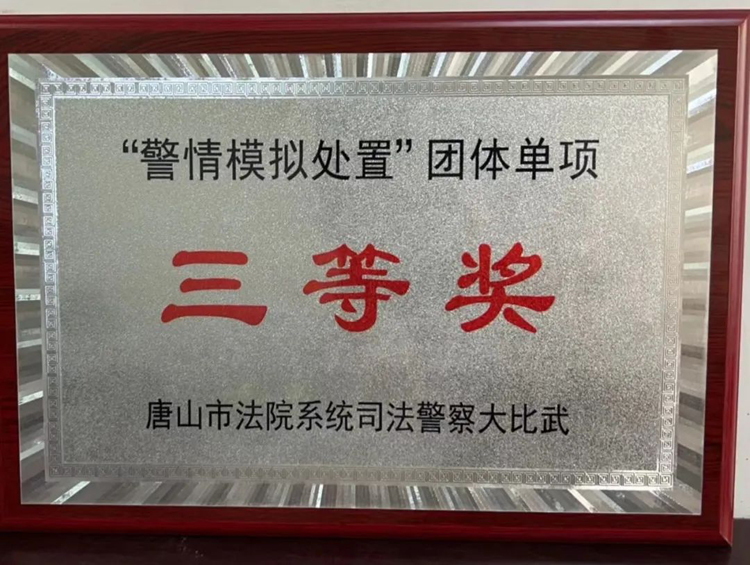 “警情模拟处置”团体单项
三等奖
唐山市法院系统司法警察大比武